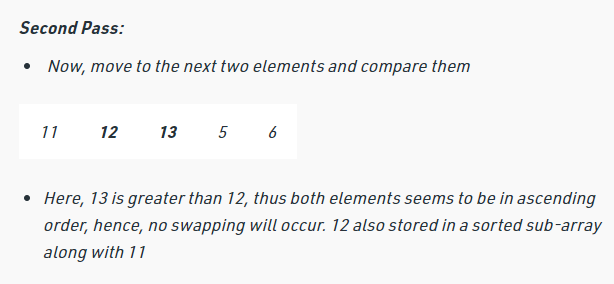 Second Pass:
• Now, move to the next two elements and compare them
11 12 13 5 6
• Here, 13 is greater than 12, thus both elements seems to be in ascending
order, hence, no swapping will occur. 12 also stored in a sorted sub-array
along with 11